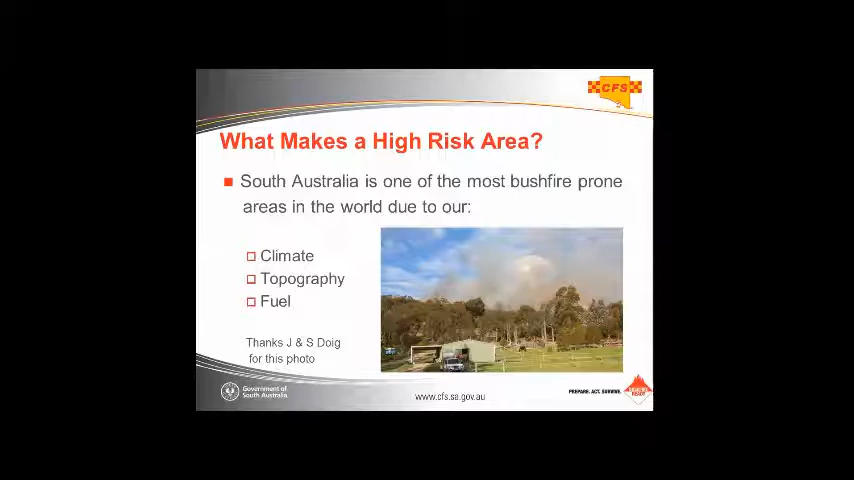 CFS
What Makes a High Risk Area?
South Australia is one of the most bushfire prone
areas in the world due to our:
Climate
Topography
Fuel
Thanks J & S Doig
for this photo
Government of
South Australia
www.cfs.sa.gov.au
PREPARE. ACT. SURVIVE.
READY